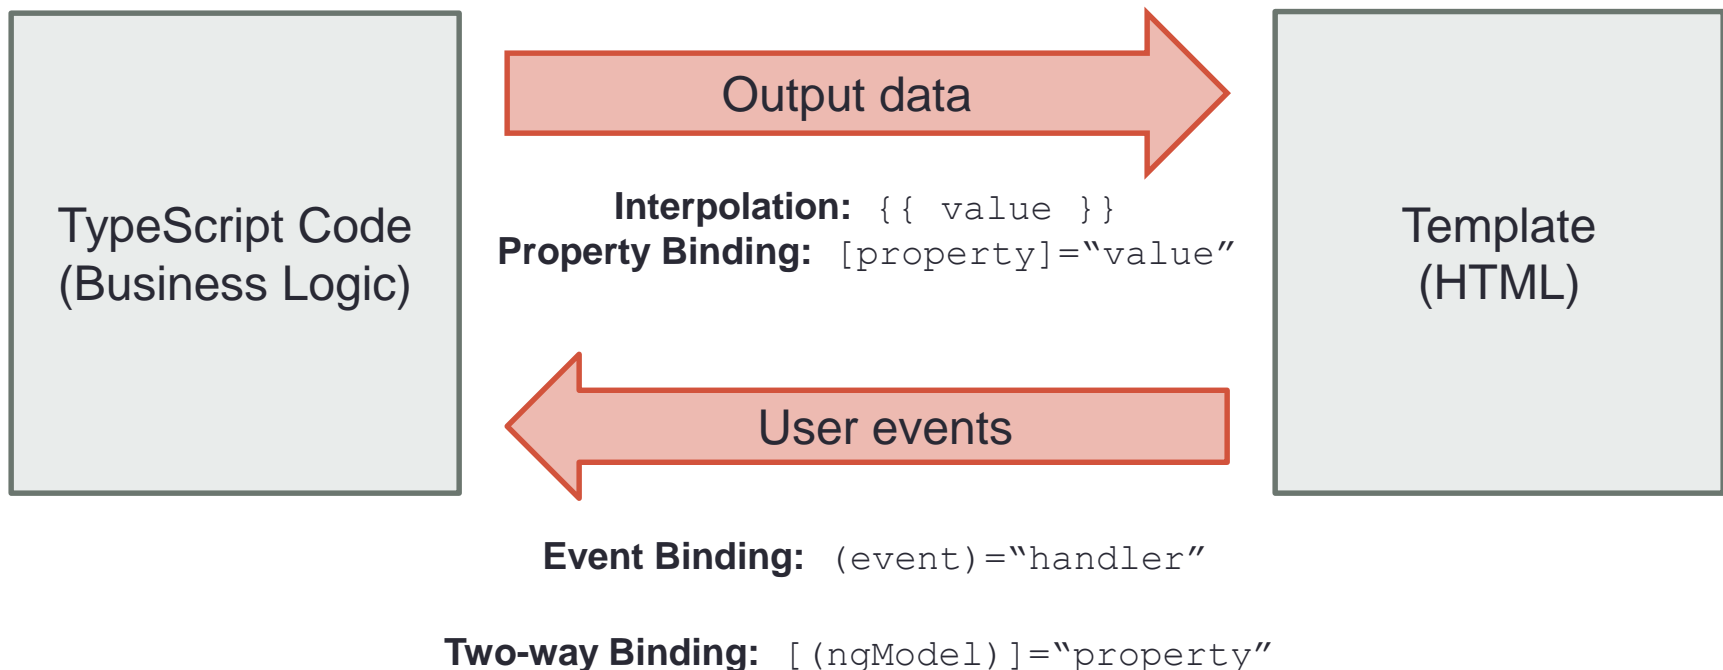 TypeScript Code
(Business Logic)
Output data
Interpolation: {{ value }}
Property Binding: [property]=“value”
User events
Template
(HTML)
Event Binding: (event)=“handler”
Two-way Binding: [(ngModel)]=“property”